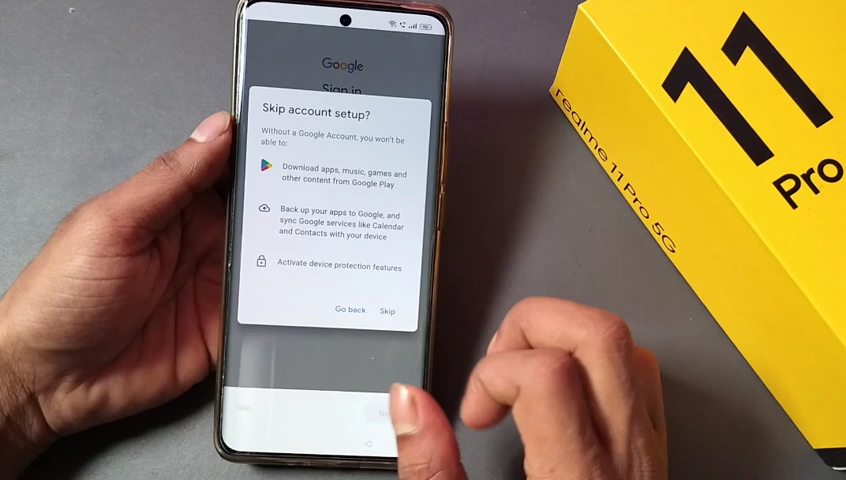 Google
Sign in
Skip account setup?
Without a Google Account, you won't be
able to:
Download apps, music, games and
other content from Google Play
Back up your apps to Google, and
sync Google services like Calendar
and Contacts with your device
Activate device protection features
Go back
Skip
Skip
11
Pro
realme 11 Pro 5G